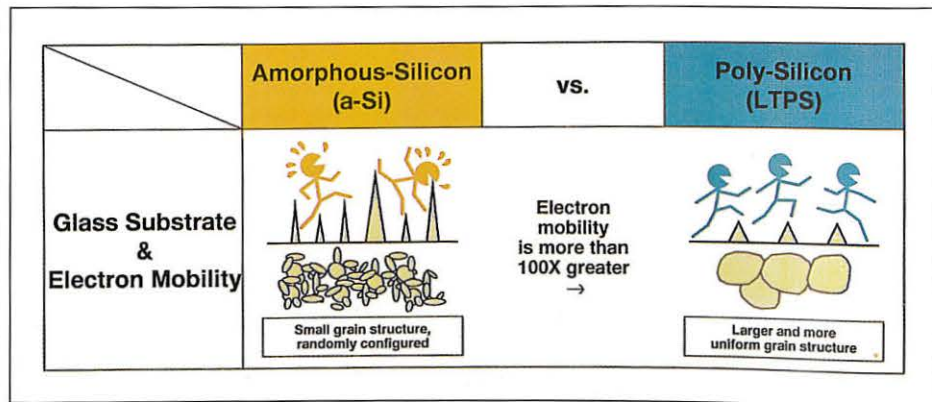 Amorphous-Silicon
(a-Si)
vs.
Poly-Silicon
(LTPS)
Glass Substrate
&
Electron Mobility
Small grain structure,
randomly configured
Electron
mobility
is more than
100X greater
→
Larger and more
uniform grain structure